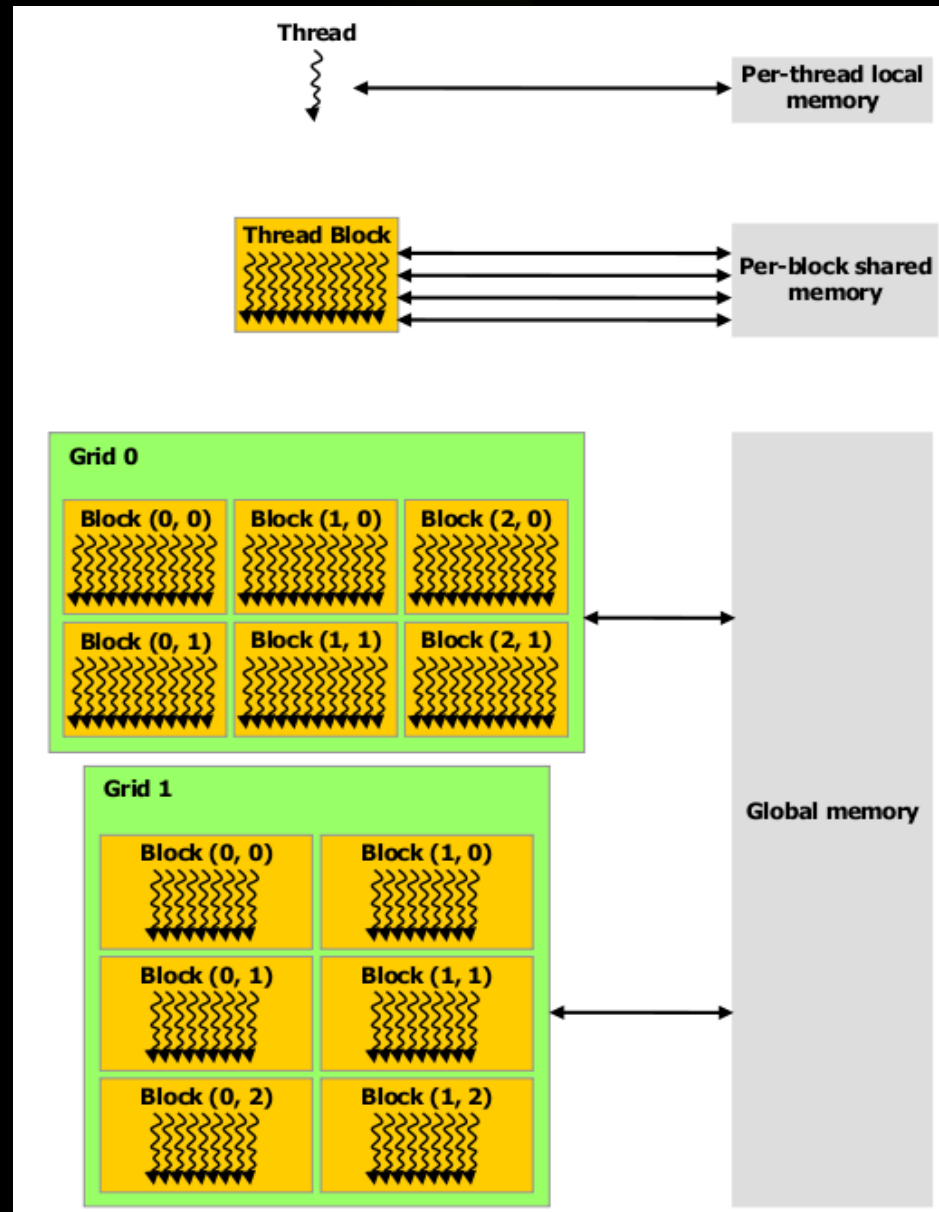 Thread
Per-thread local
memory
Thread Block
Per-block shared
memory
Grid 0
Block (0, 0)
Block (1, 0)
Block (2, 0)
Block (0, 1)
Block (1, 1)
Block (2, 1)
Grid 1
Block (0, 0)
Block (1, 0)
Block (0, 1)
Block (1, 1)
Block (0, 2)
Block (1, 2)
Global memory